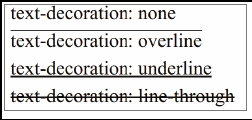 text-decoration: none
text-decoration: overline
text-decoration: underline
text-decoration: line-through